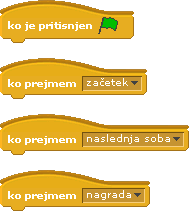 ko je pritisnjen
ko prejmem začetek
ko prejmem naslednja soba
ko prejmem nagrada